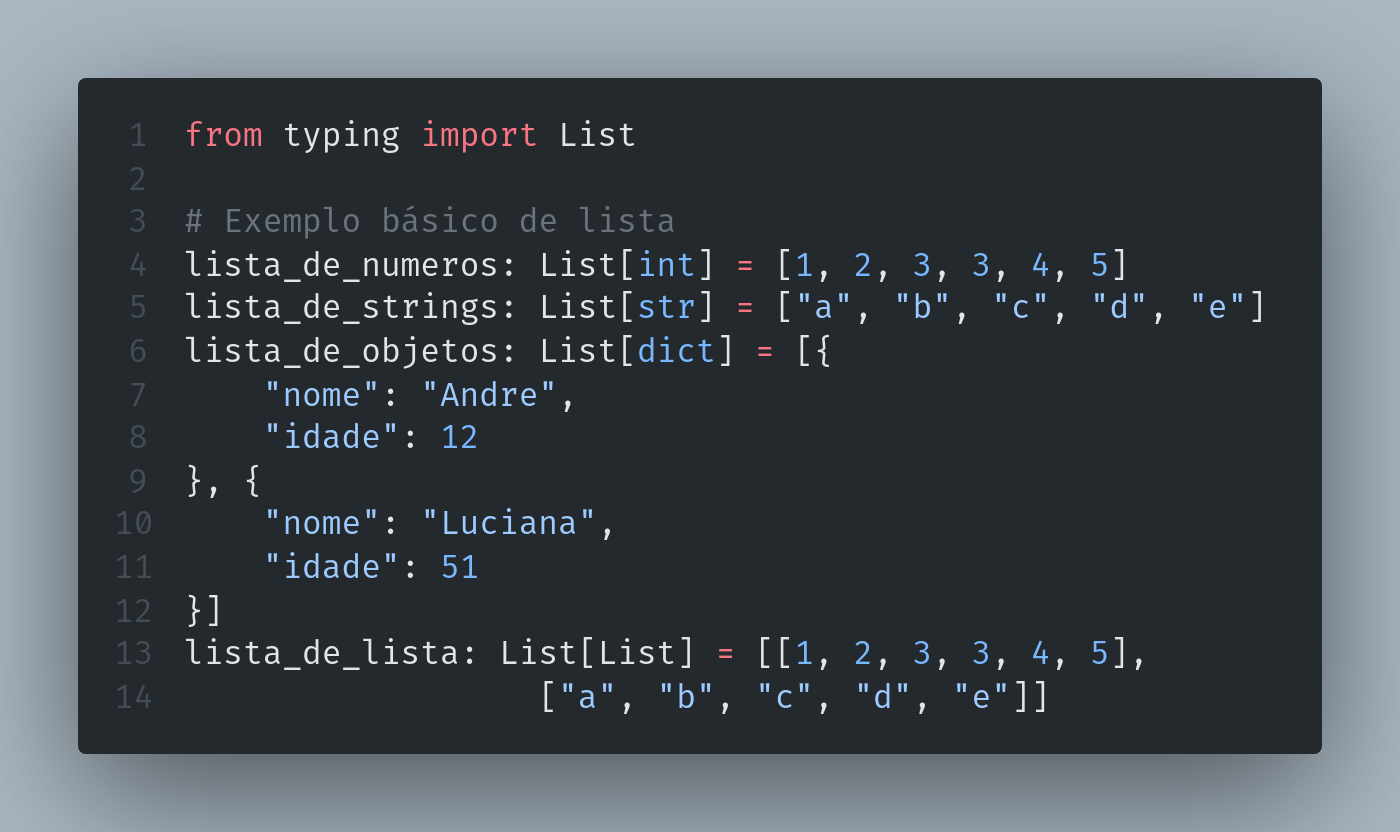 1 from typing import List
2
3 # Exemplo básico de lista
4 lista_de_numeros: List[int] = [1, 2, 3, 3, 4, 5]
5 lista_de_strings: List[str] = ["a", "b", "c", "d", "e"]
6 lista_de_objetos: List[dict] = [{
7     "nome": "Andre",
8     "idade": 12
9 }, {
10     "nome": "Luciana",
11     "idade": 51
12 }]
13 lista_de_lista: List[List] = [[1, 2, 3, 3, 4, 5],
14                   ["a", "b", "c", "d", "e"]]